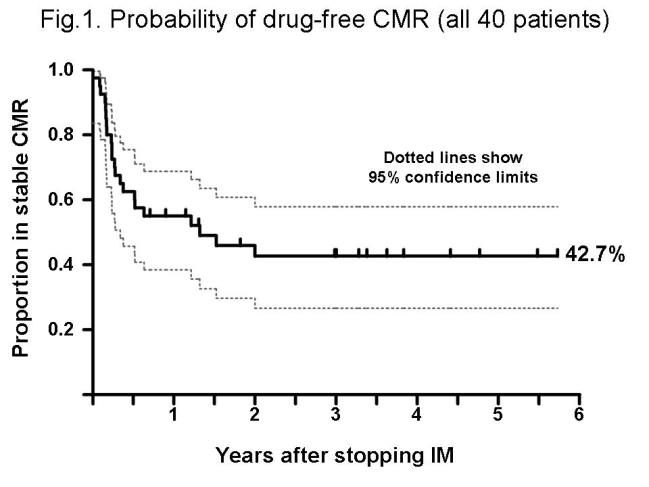 Fig.1. Probability of drug-free CMR (all 40 patients)
Proportion in stable CMR
1.0
0.8
0.6
0.4
0.2
Dotted lines show
95% confidence limits
42.7%
1 2 3 4 5 6
Years after stopping IM